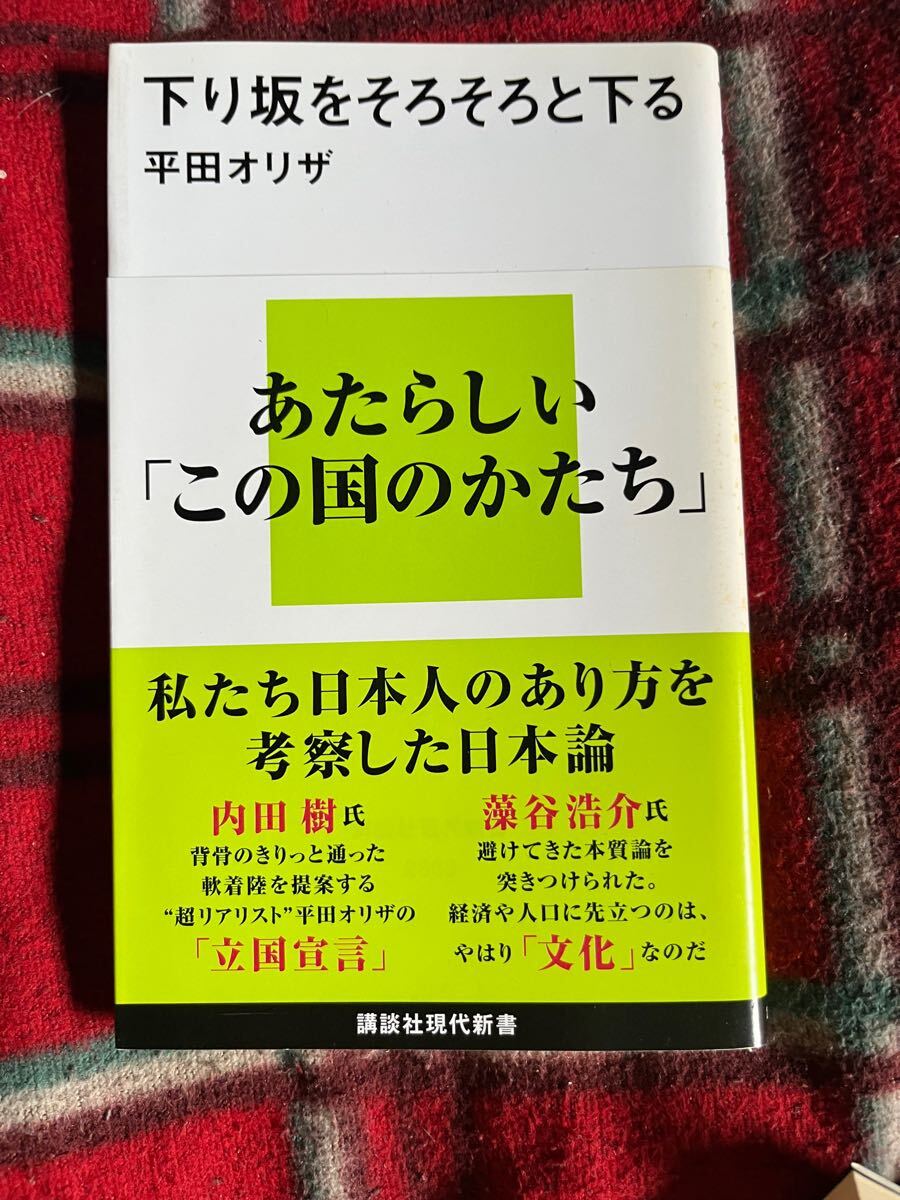 下り坂をそろそろと下る
平田オリザ
あたらしい
「この国のかたち」
私たち日本人のあり方を
考察した日本論
内田 樹氏
背骨のきりっと通った
軟着陸を提案する
“超リアリスト”平田オリザの
「立国宣言」
藻谷浩介氏
避けてきた本質論を
突きつけられた。
経済や人口に先立つのは、
やはり「文化」なのだ
講談社現代新書